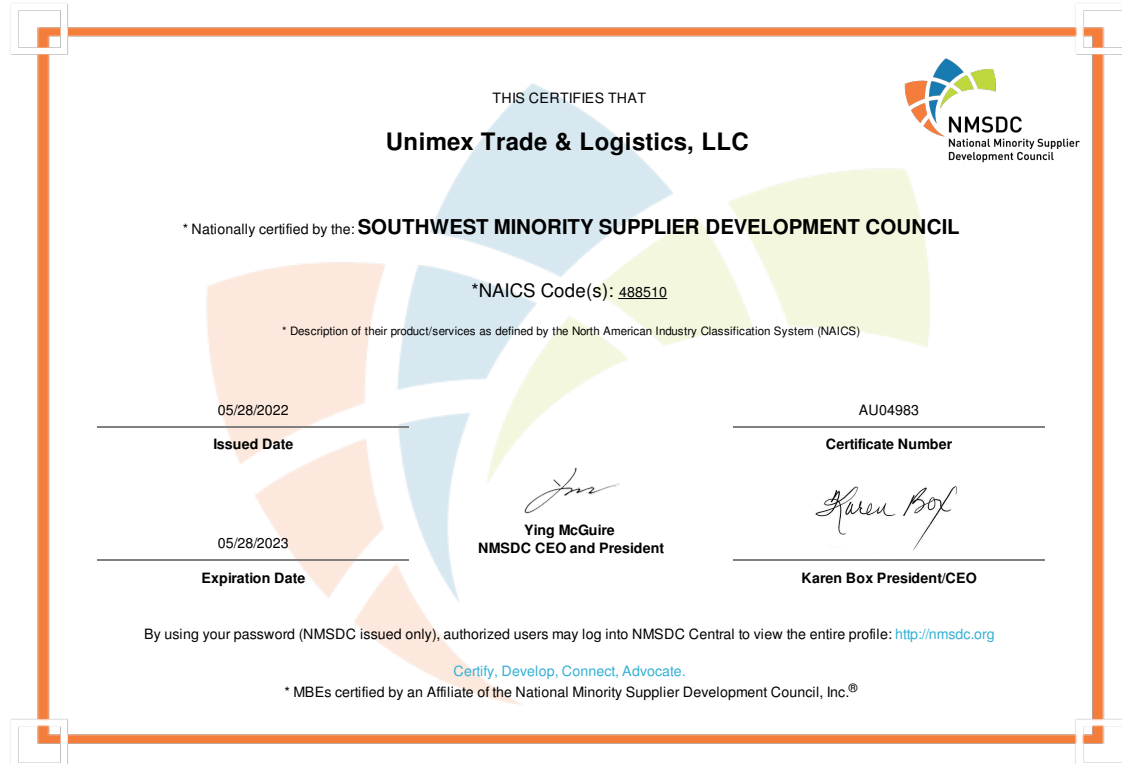 THIS CERTIFIES THAT
NMSDC
National Minority Supplier
Development Council
Unimex Trade & Logistics, LLC
* Nationally certified by the: SOUTHWEST MINORITY SUPPLIER DEVELOPMENT COUNCIL
*NAICS Code(s): 488510
* Description of their product/services as defined by the North American Industry Classification System (NAICS)
05/28/2022
Issued Date
AU04983
Certificate Number
Ying McGuire
NMSDC CEO and President
Karen Box
05/28/2023
Expiration Date
Karen Box President/CEO
By using your password (NMSDC issued only), authorized users may log into NMSDC Central to view the entire profile: http://nmsdc.org
Certify, Develop, Connect, Advocate.
* MBEs certified by an Affiliate of the National Minority Supplier Development Council, Inc.®